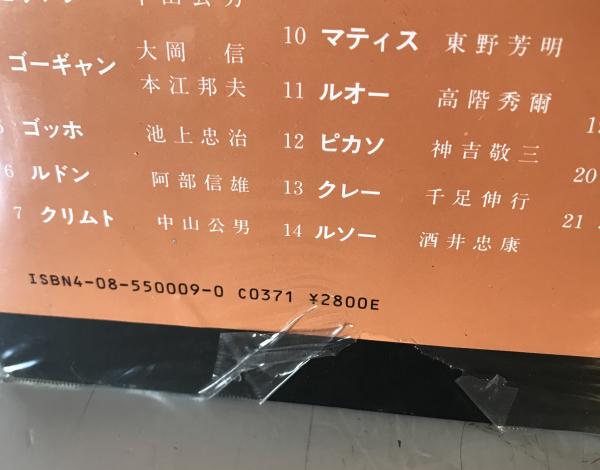 10 マティス 東野芳明
ゴーギャン 大岡 信
本江邦夫
11 ルオー 高階秀爾
ゴッホ 池上忠治
12 ピカソ 神吉敬三
6 ルドン 阿部信雄
13 クレー 千足伸行
20
7 クリムト 中山公男
14 ルソー 酒井忠康
21
ISBN4-08-550009-0 C0371 ¥2800E